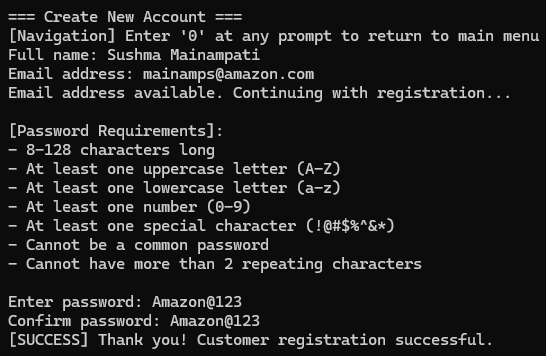 === Create New Account ===
[Navigation] Enter '0' at any prompt to return to main menu
Full name: Sushma Mainampati
Email address: mainamps@amazon.com
Email address available. Continuing with registration...
[Password Requirements]:
- 8-128 characters long
- At least one uppercase letter (A-Z)
- At least one lowercase letter (a-z)
- At least one number (0-9)
- At least one special character (!@#$%^&*)
- Cannot be a common password
- Cannot have more than 2 repeating characters
Enter password: Amazon@123
Confirm password: Amazon@123
[SUCCESS] Thank you! Customer registration successful.